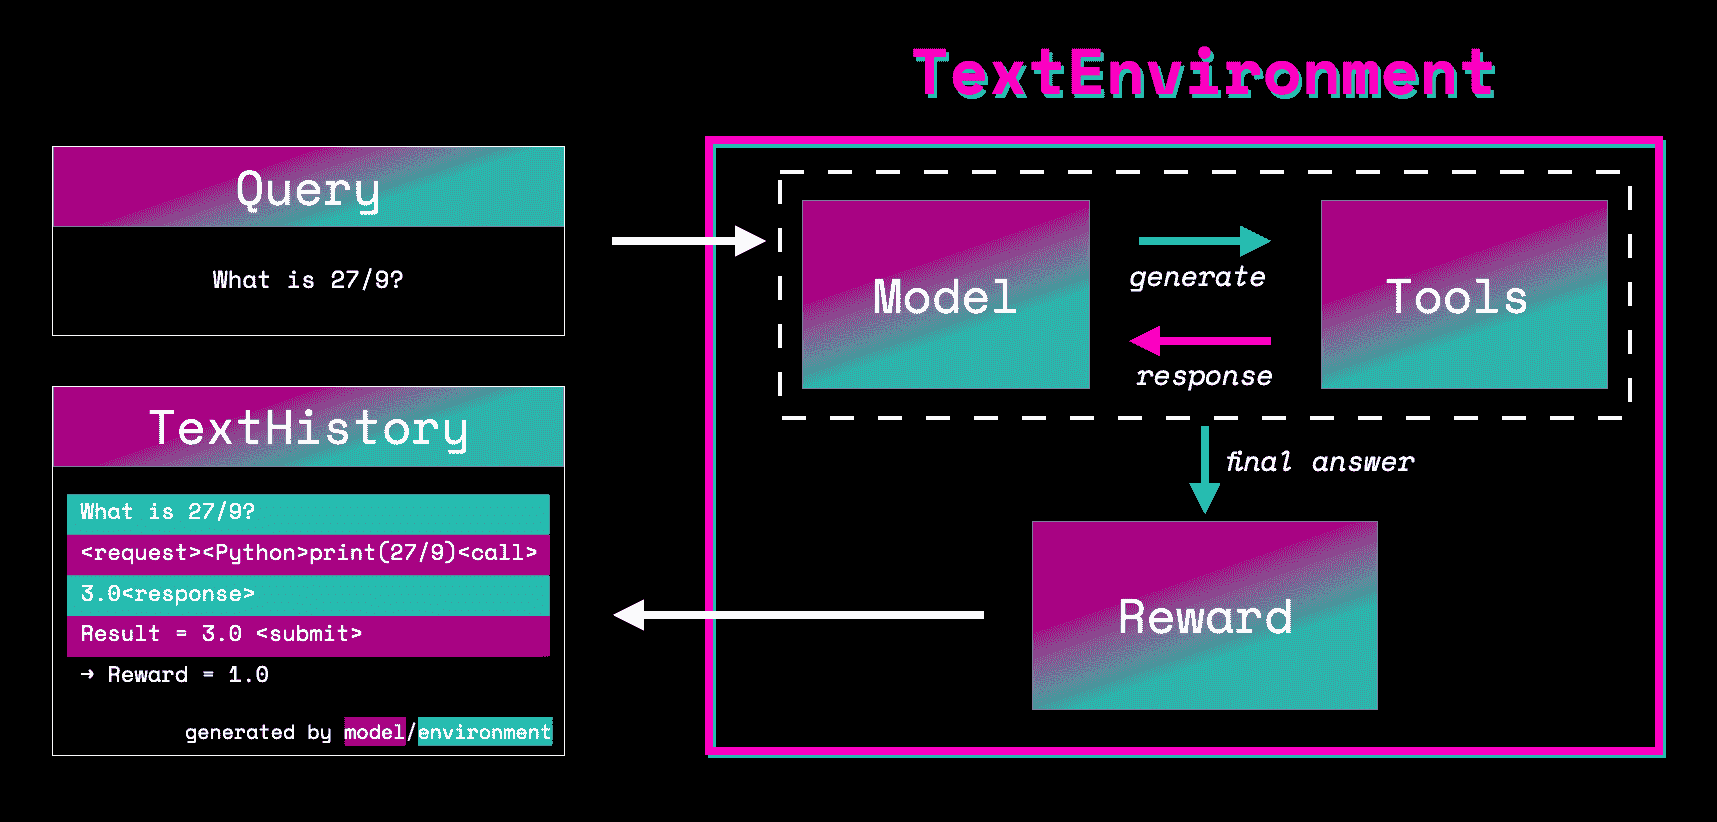 TextEnvironment
Query
What is 27/9?
Model
generate
response
Tools
final answer
Reward
TextHistory
What is 27/9?
<request><Python>print(27/9)<call>
3.0<response>
Result = 3.0 <submit>
→ Reward = 1.0
generated by model/environment